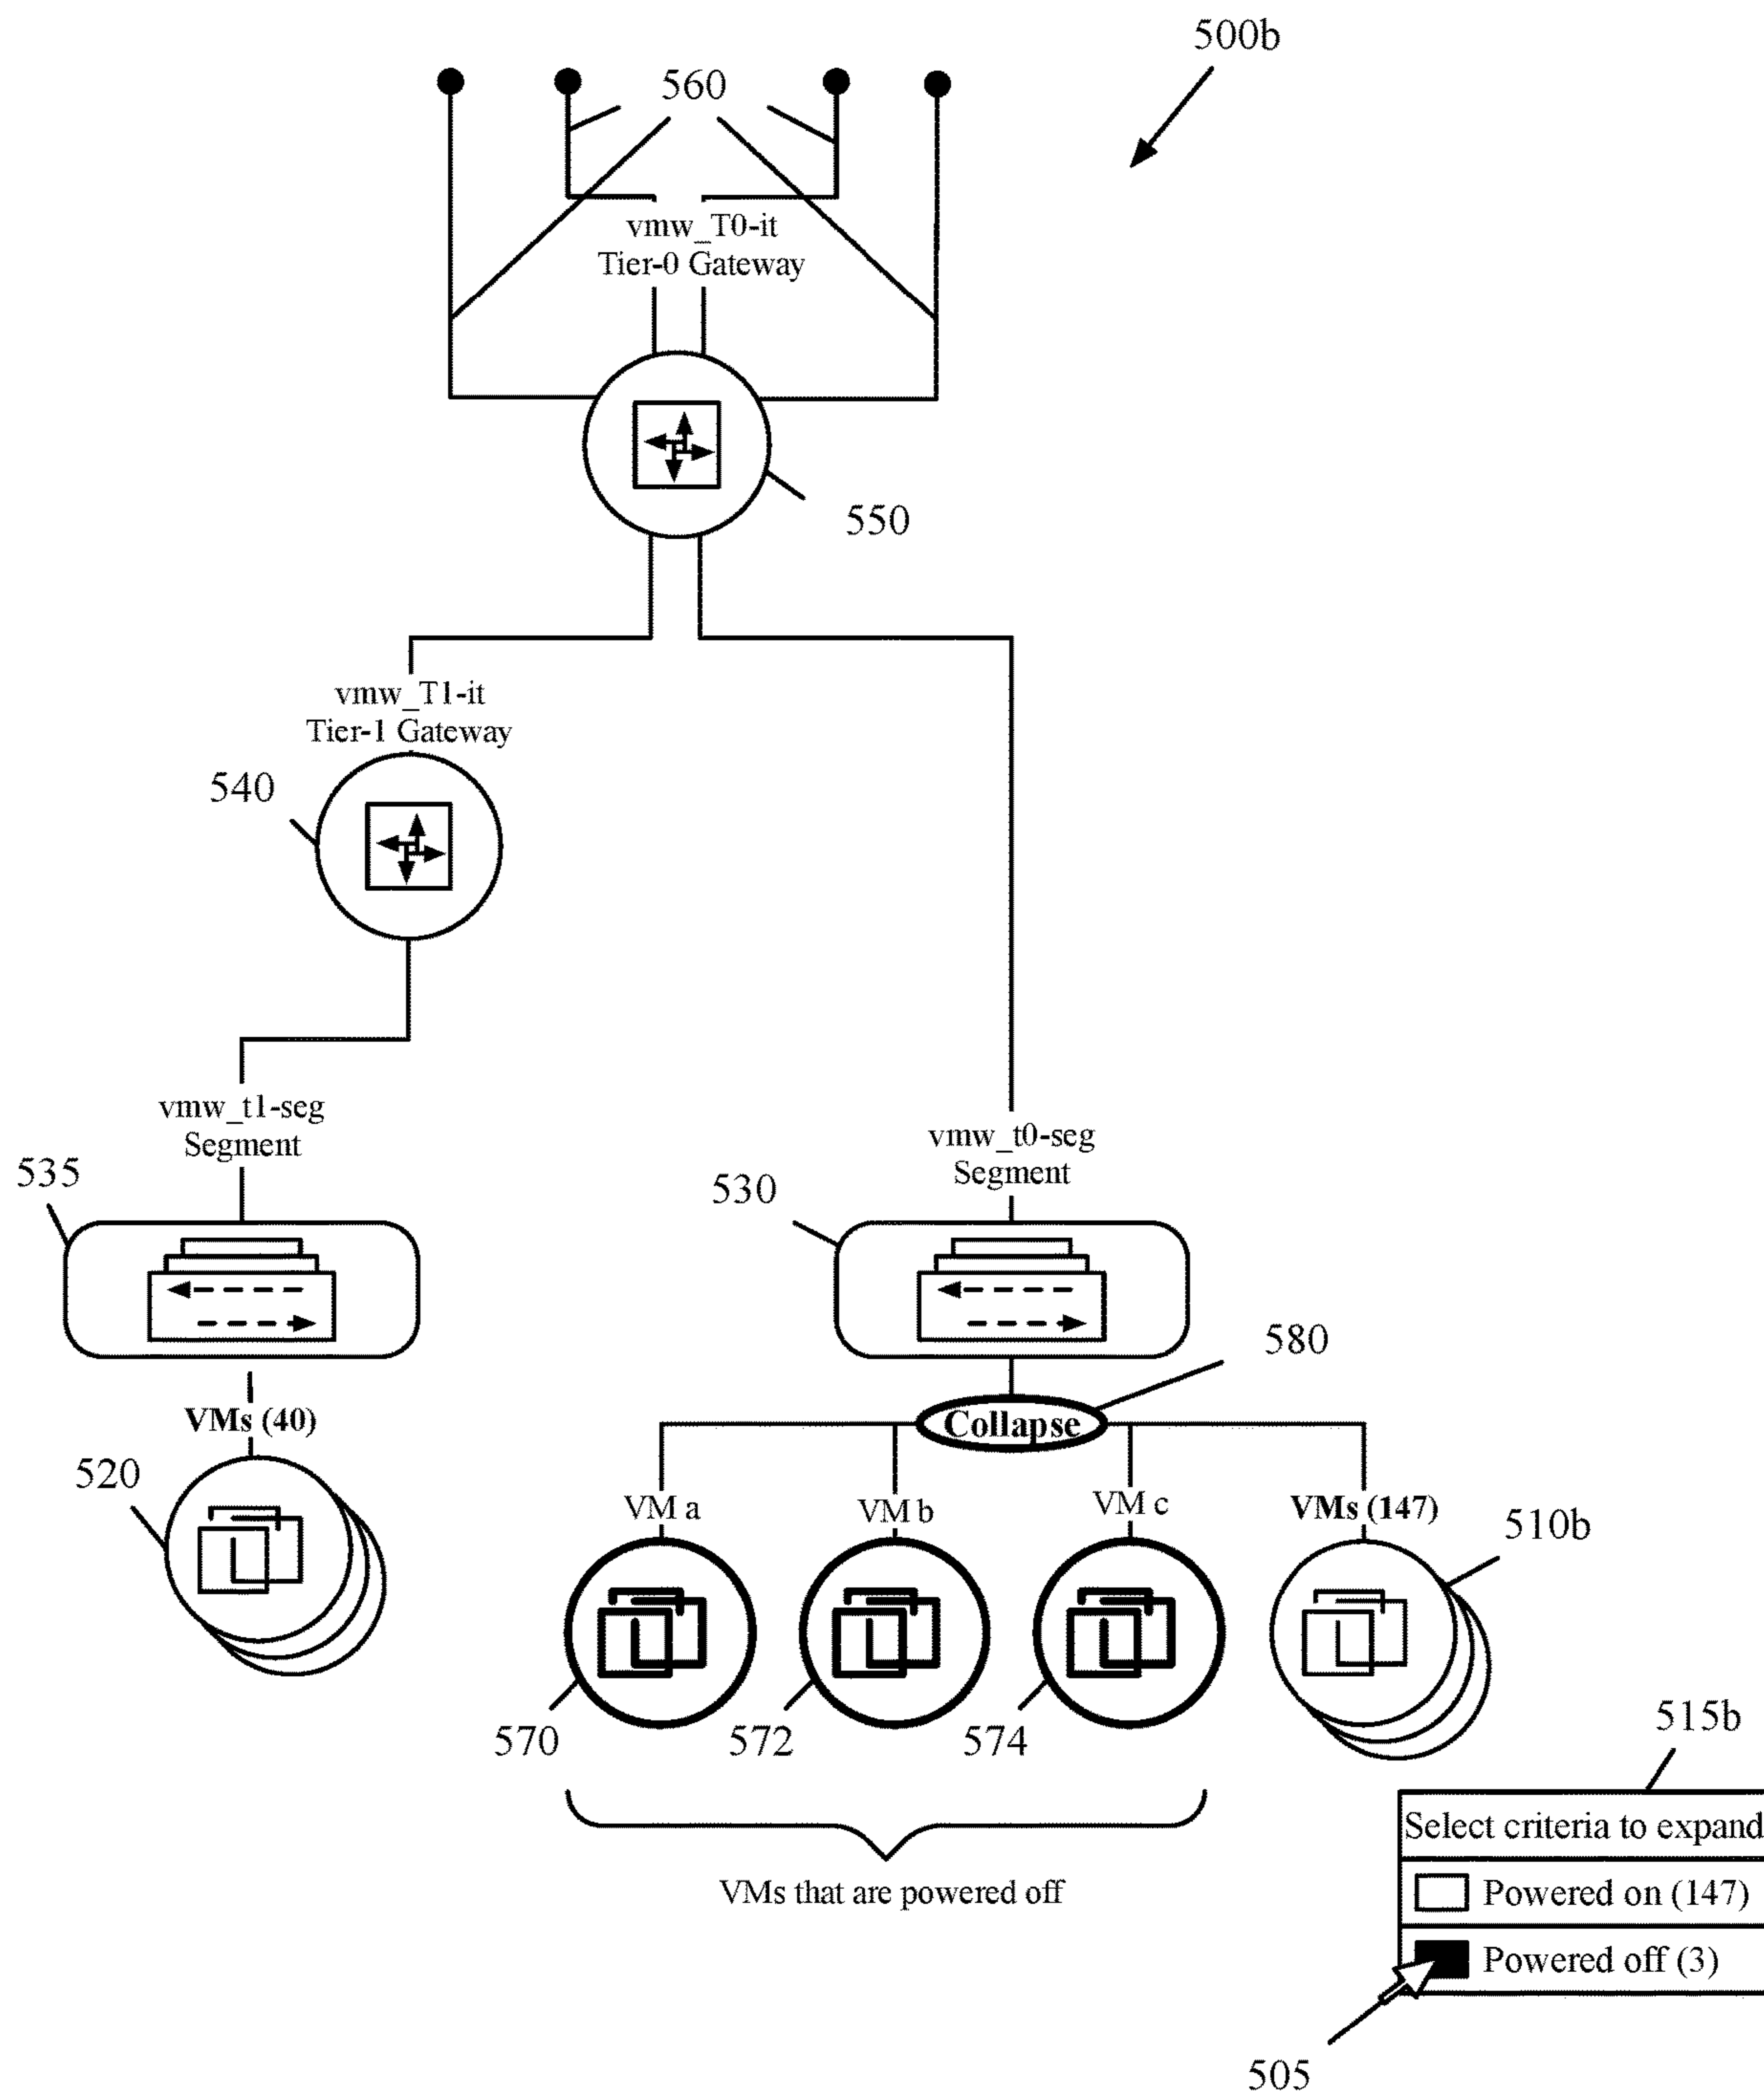 500b
560
vmw_T0-it
Tier-0 Gateway
550
vmw_T1-it
Tier-1 Gateway
540
vmw_t1-seg
Segment
vmw_t0-seg
Segment
535
530
580
VMs (40)
Collapse
520
VM a
VM b
VM c
VMs (147)
510b
570
572
574
515b
Select criteria to expand
VMs that are powered off
Powered on (147)
Powered off (3)
505